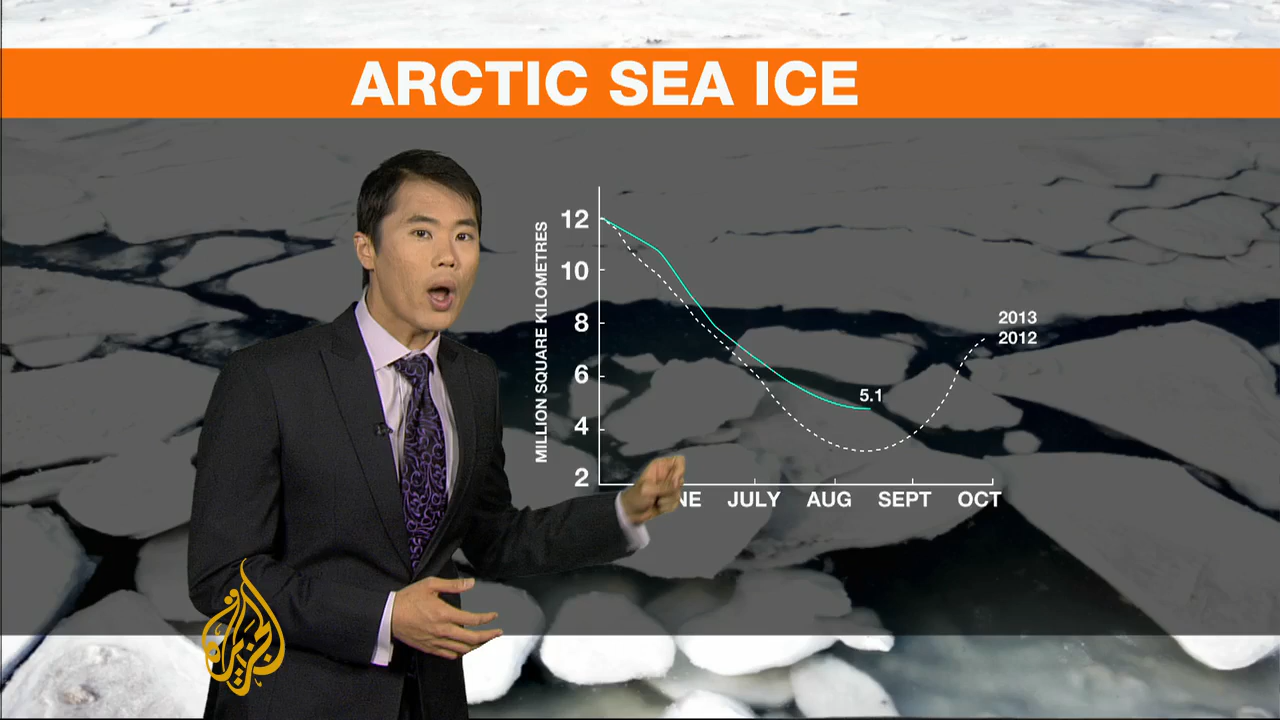 ARCTIC SEA ICE
MILLION SQUARE KILOMETRES
12
10
8
6
4
2
NE JULY AUG SEPT OCT
5.1
2013
2012
الجزيرة